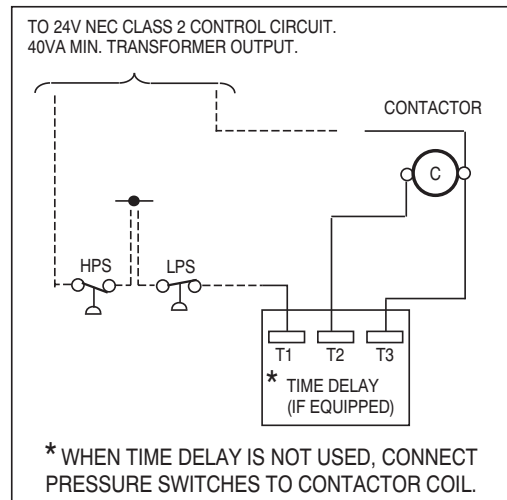 TO 24V NEC CLASS 2 CONTROL CIRCUIT.
40VA MIN. TRANSFORMER OUTPUT.
CONTACTOR
C
HPS
LPS
T1 T2 T3
* TIME DELAY
(IF EQUIPPED)
* WHEN TIME DELAY IS NOT USED, CONNECT
PRESSURE SWITCHES TO CONTACTOR COIL.